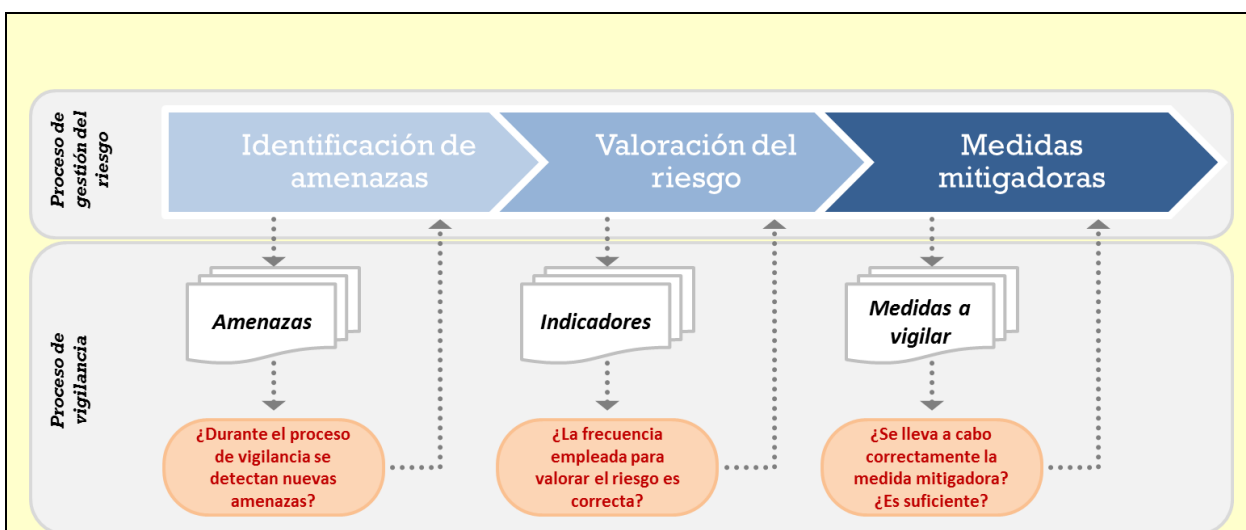 Proceso de
gestión del
riesgo
Identificación de
amenazas
Valoración del
riesgo
Medidas
mitigadoras
Proceso de
vigilancia
Amenazas
Indicadores
Medidas a
vigilar
¿Durante el proceso
de vigilancia se
detectan nuevas
amenazas?
¿La frecuencia
empleada para
valorar el riesgo es
correcta?
¿Se lleva a cabo
correctamente la
medida mitigadora?
¿Es suficiente?